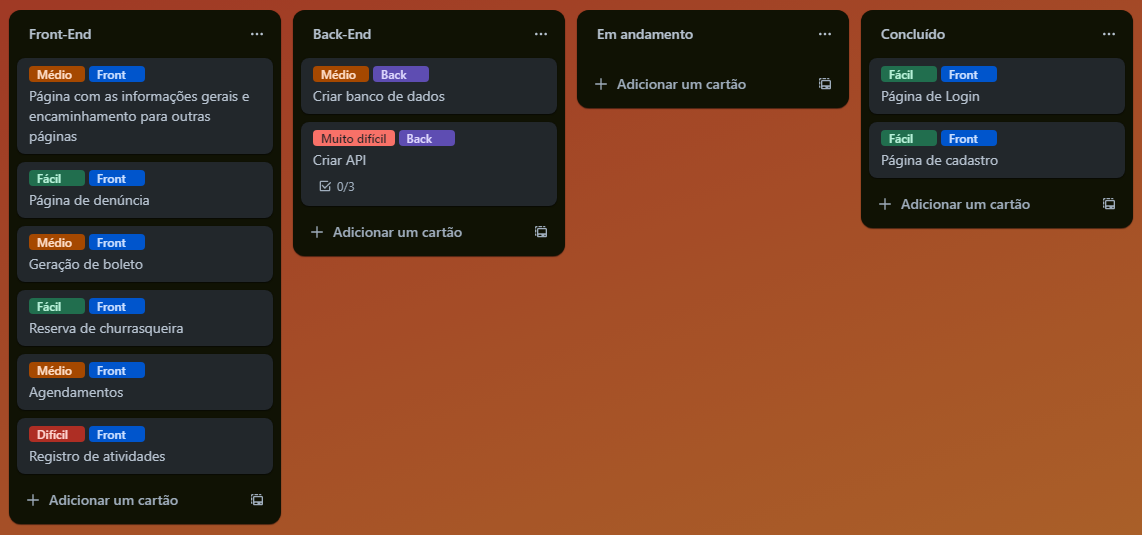 Front-End
Médio Front
Página com as informações gerais e
encaminhamento para outras
páginas
Fácil Front
Página de denúncia
Médio Front
Geração de boleto
Fácil Front
Reserva de churrasqueira
Médio Front
Agendamentos
Difícil Front
Registro de atividades
Adicionar um cartão
Back-End
Médio Back
Criar banco de dados
Muito difícil Back
Criar API
0/3
Adicionar um cartão
Em andamento
Adicionar um cartão
Concluído
Fácil Front
Página de Login
Fácil Front
Página de cadastro
Adicionar um cartão